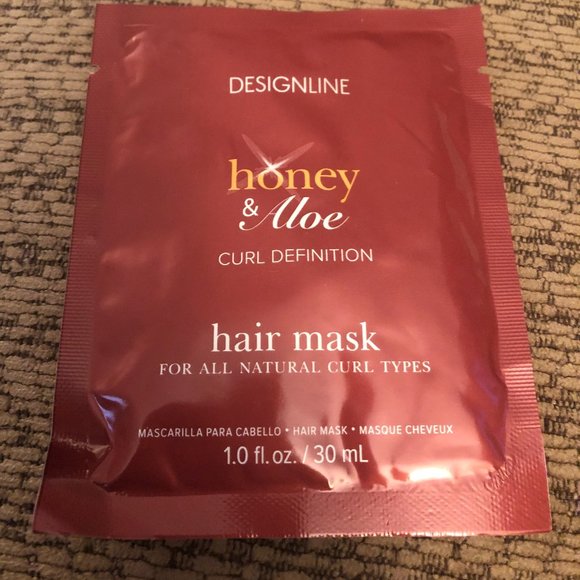 DESIGNLINE
honey
& Aloe
CURL DEFINITION
hair mask
FOR ALL NATURAL CURL TYPES
MASCARILLA PARA CABELLO • HAIR MASK • MASQUE CHEVEUX
1.0 fl. oz. / 30 mL